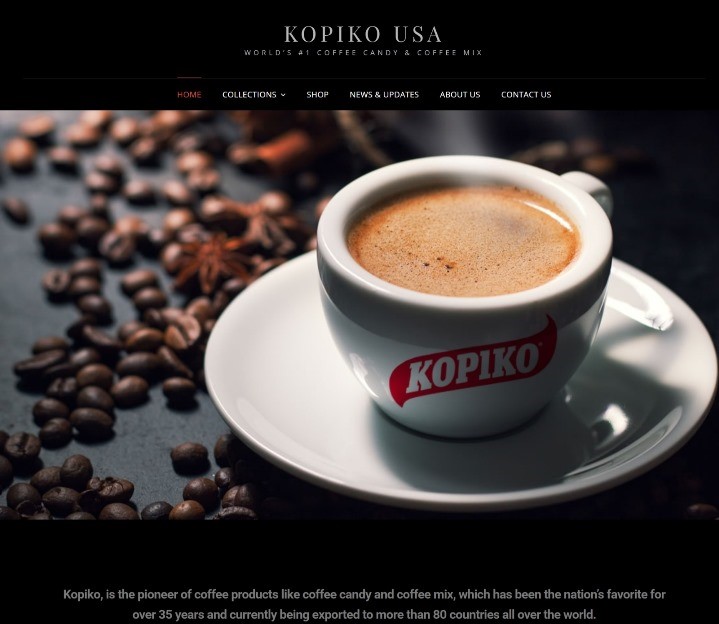 KOPIKO USA
WORLD'S #1 COFFEE CANDY & COFFEE MIX
HOME COLLECTIONS SHOP NEWS & UPDATES ABOUT US CONTACT US
KOPIKO
Kopiko, is the pioneer of coffee products like coffee candy and coffee mix, which has been the nation's favorite for
over 35 years and currently being exported to more than 80 countries all over the world.